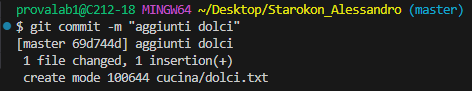 provalab1@C212-18 MINGW64 ~/Desktop/Starokon_Alessandro (master)
$ git commit -m "aggiunti dolci"
[master 69d744d] aggiunti dolci
 1 file changed, 1 insertion(+)
 create mode 100644 cucina/dolci.txt